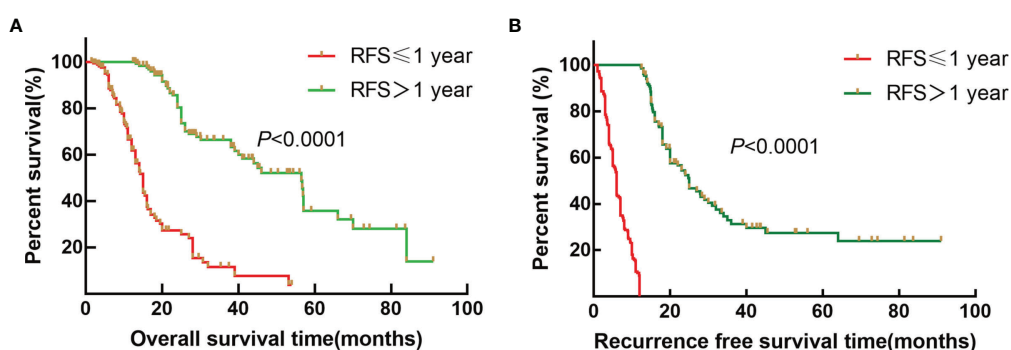 A
Percent survival(%)
100
80
60
40
20
0
20
40
60
80
100
Overall survival time(months)
RFS≤1 year
RFS>1 year
P<0.0001
B
Percent survival (%)
100
80
60
40
20
0
20
40
60
80
100
Recurrence free survival time(months)
RFS≤1 year
RFS>1 year
P<0.0001